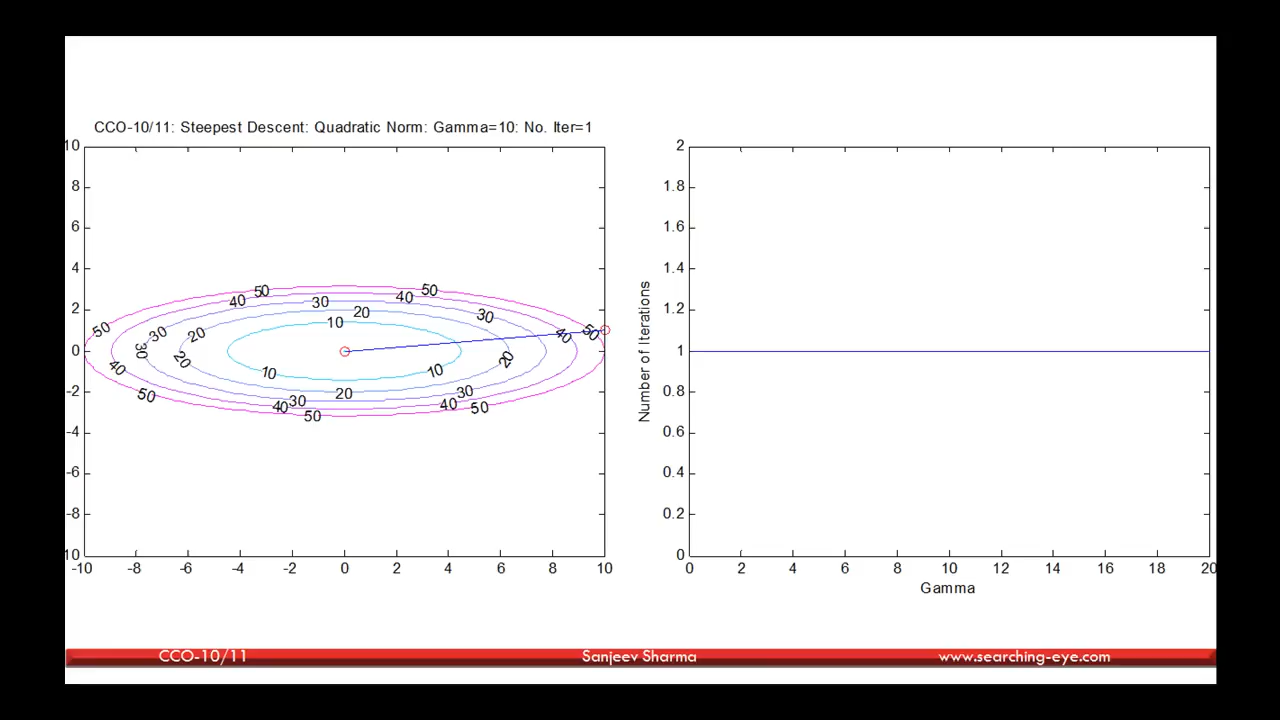 CCO-10/11: Steepest Descent: Quadratic Norm: Gamma=10: No. Iter=1
10
8
6
4
2
0
-2
-4
-6
-8
10
-10 -8 -6 -4 -2 0 2 4 6 8 10
50 50
40 30 40
20 30
50 30 20 10 40 50
30 20 20
40 10 10
50 20 30
40 30 40 50
50
2
1.8
1.6
1.4
1.2
1
0.8
0.6
0.4
0.2
0
Number of Iterations
0 2 4 6 8 10 12 14 16 18 20
Gamma
CCO-10/11 Sanjeev Sharma www.searching-eye.com